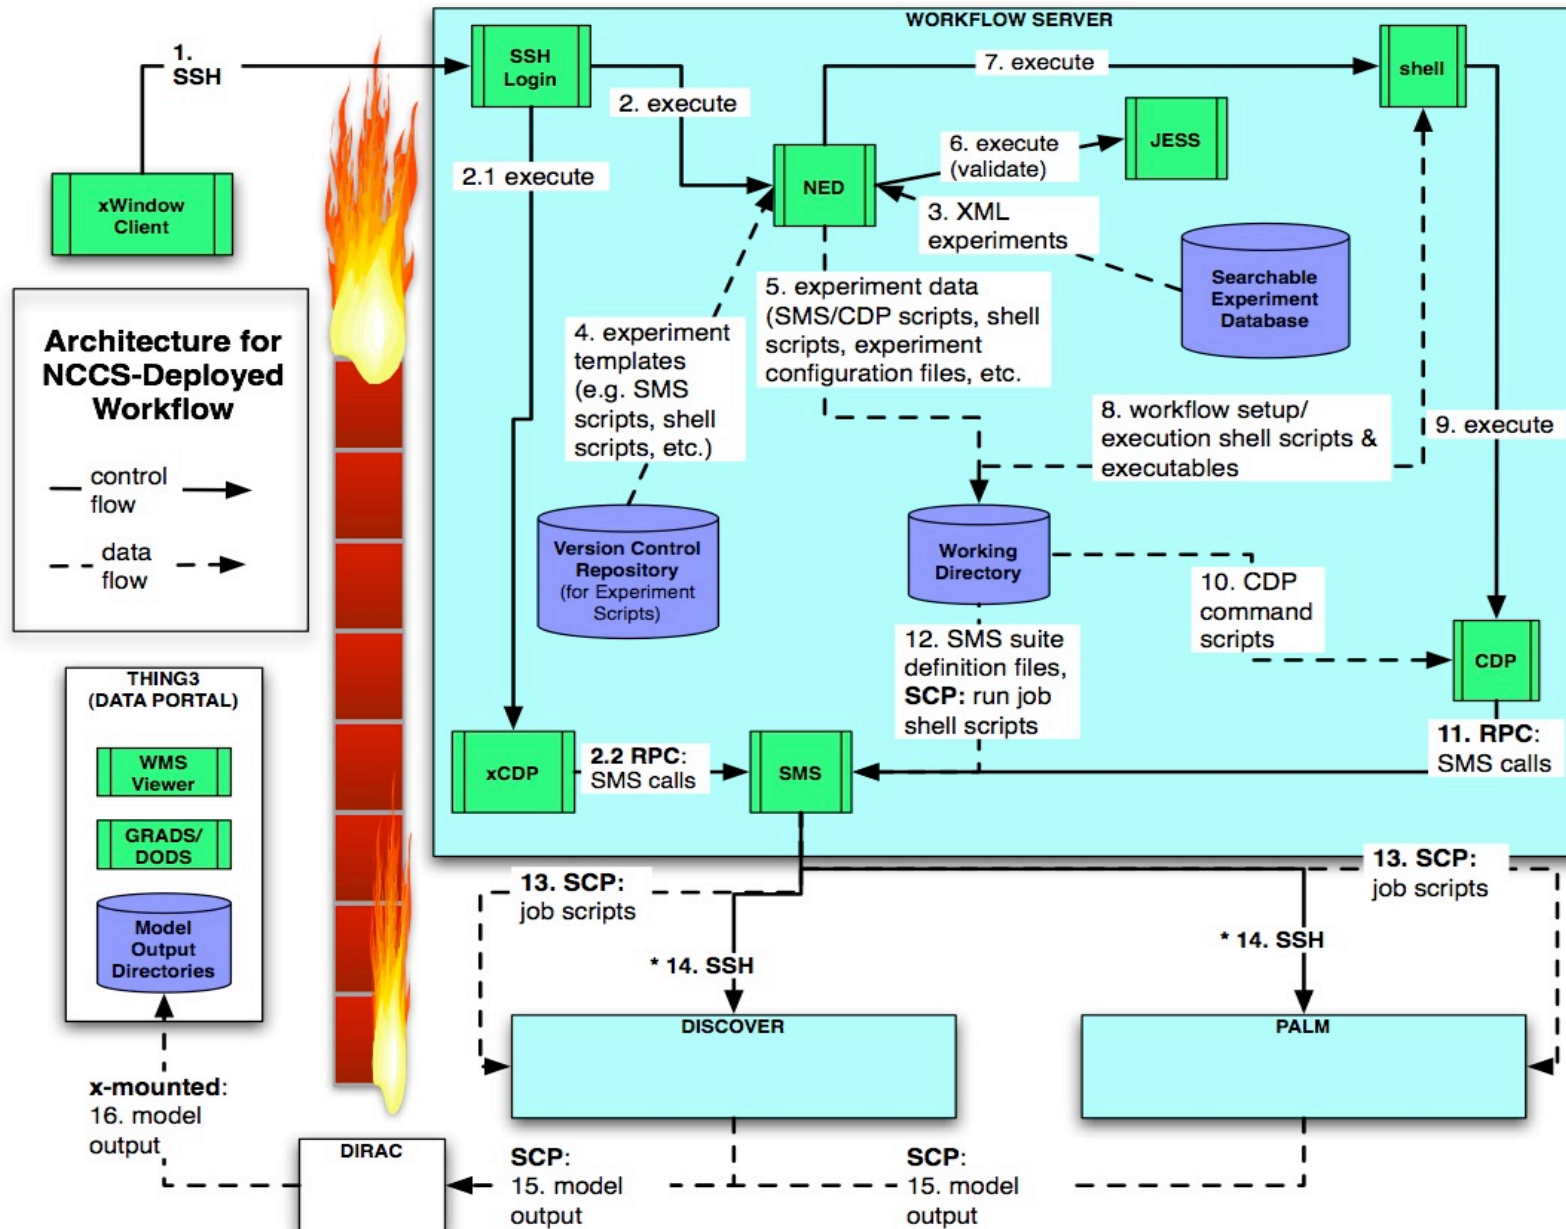 WORKFLOW SERVER
1.
SSH
SSH
Login
2. execute
2.1 execute
7. execute
shell
6. execute
(validate)
JESS
NED
3. XML
experiments
xWindow
Client
Searchable
Experiment
Database
Architecture for
NCCS-Deployed
Workflow
control
flow
data
flow
4. experiment
templates
(e.g. SMS
scripts, shell
scripts, etc.)
5. experiment data
(SMS/CDP scripts, shell
scripts, experiment
configuration files, etc.
8. workflow setup/
execution shell scripts &
executables
9. execute
Version Control
Repository
(for Experiment
Scripts)
Working
Directory
10. CDP
command
scripts
12. SMS suite
definition files,
SCP: run job
shell scripts
CDP
11. RPC:
SMS calls
xCDP
2.2 RPC:
SMS calls
SMS
THING3
(DATA PORTAL)
WMS
Viewer
GRADS/
DODS
Model
Output
Directories
13. SCP:
job scripts
13. SCP:
job scripts
* 14. SSH
* 14. SSH
DISCOVER
PALM
x-mounted:
16. model
output
DIRAC
SCP:
15. model
output
SCP:
15. model
output